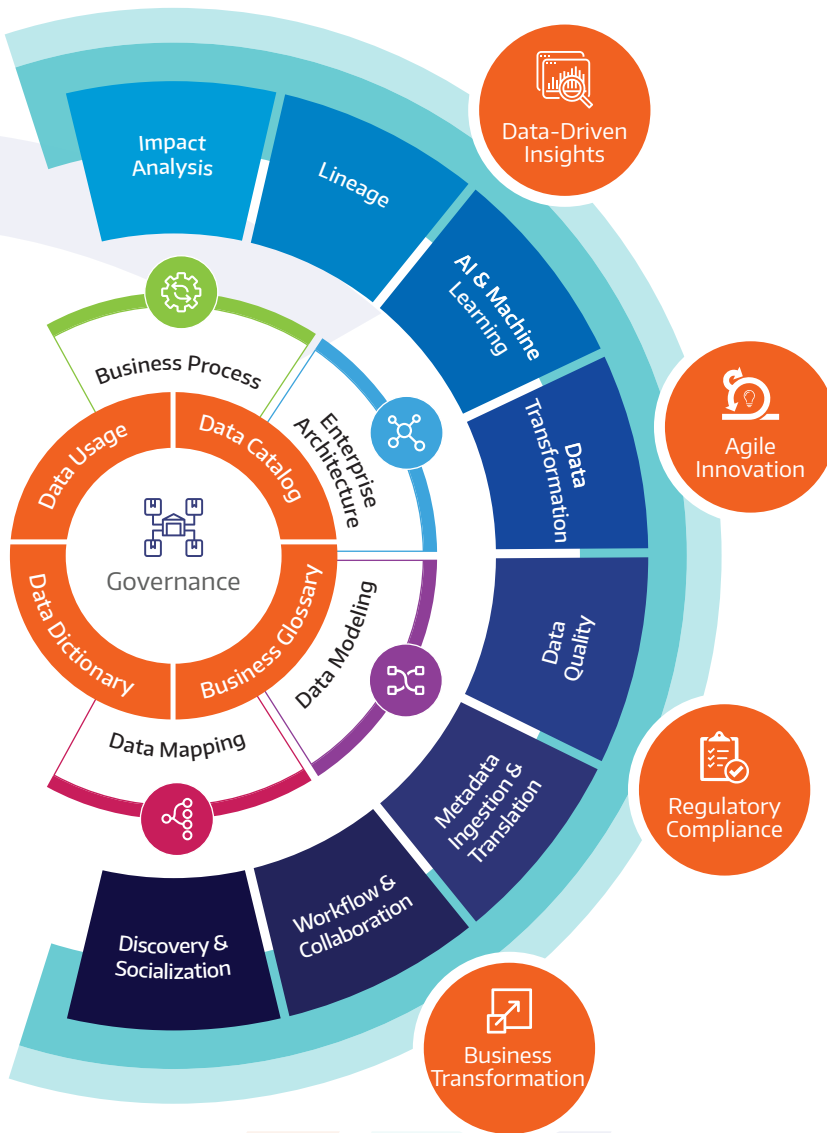 Impact
Analysis
Lineage
AI & Machine
Learning
Data
Transformation
Data
Quality
Metadata
Ingestion &
Translation
Workflow &
Collaboration
Discovery &
Socialization
Data-Driven
Insights
Agile
Innovation
Regulatory
Compliance
Business
Transformation
Business Process
Enterprise
Architecture
Data Modeling
Data Mapping
Data Usage
Data Catalog
Business Glossary
Data Dictionary
Governance